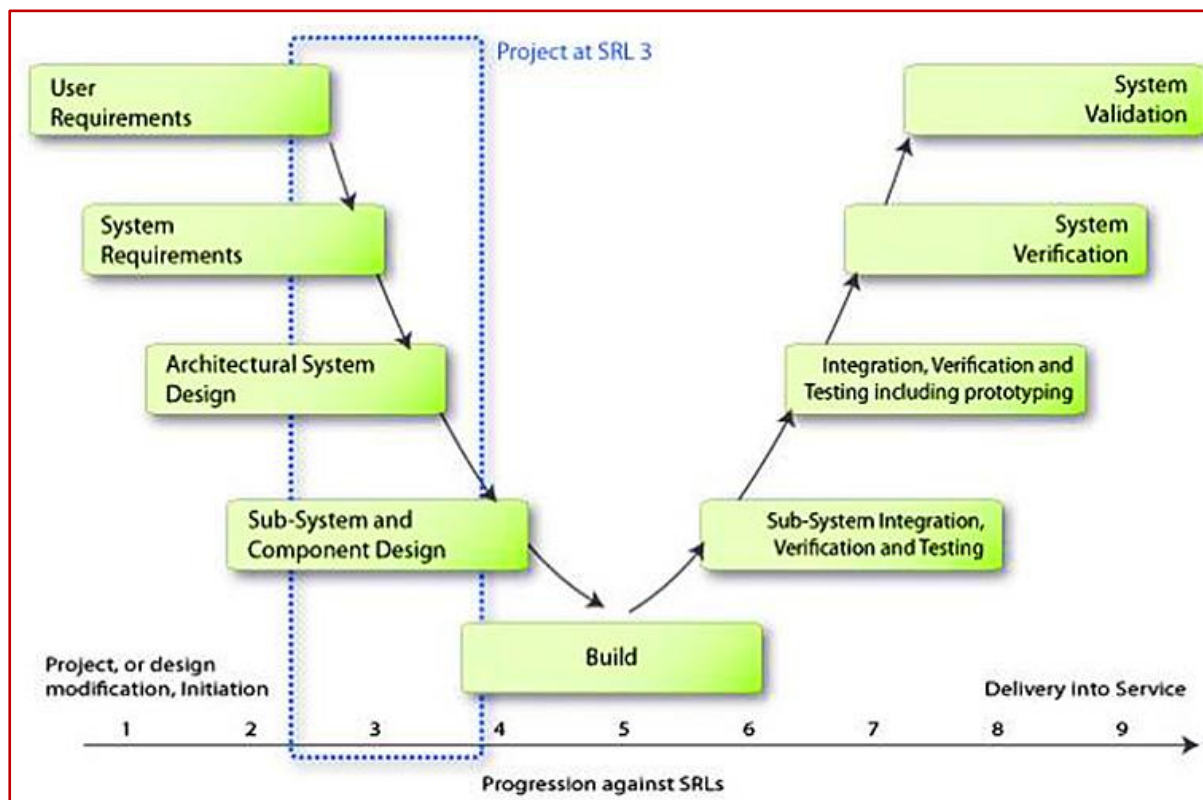 Project at SRL 3
User
Requirements
System
Validation
System
Requirements
System
Verification
Architectural System
Design
Integration, Verification and
Testing including prototyping
Sub-System and
Component Design
Sub-System Integration,
Verification and Testing
Build
Project, or design
modification, Initiation
Delivery into Service
1 2 3 4 5 6 7 8 9
Progression against SRLs